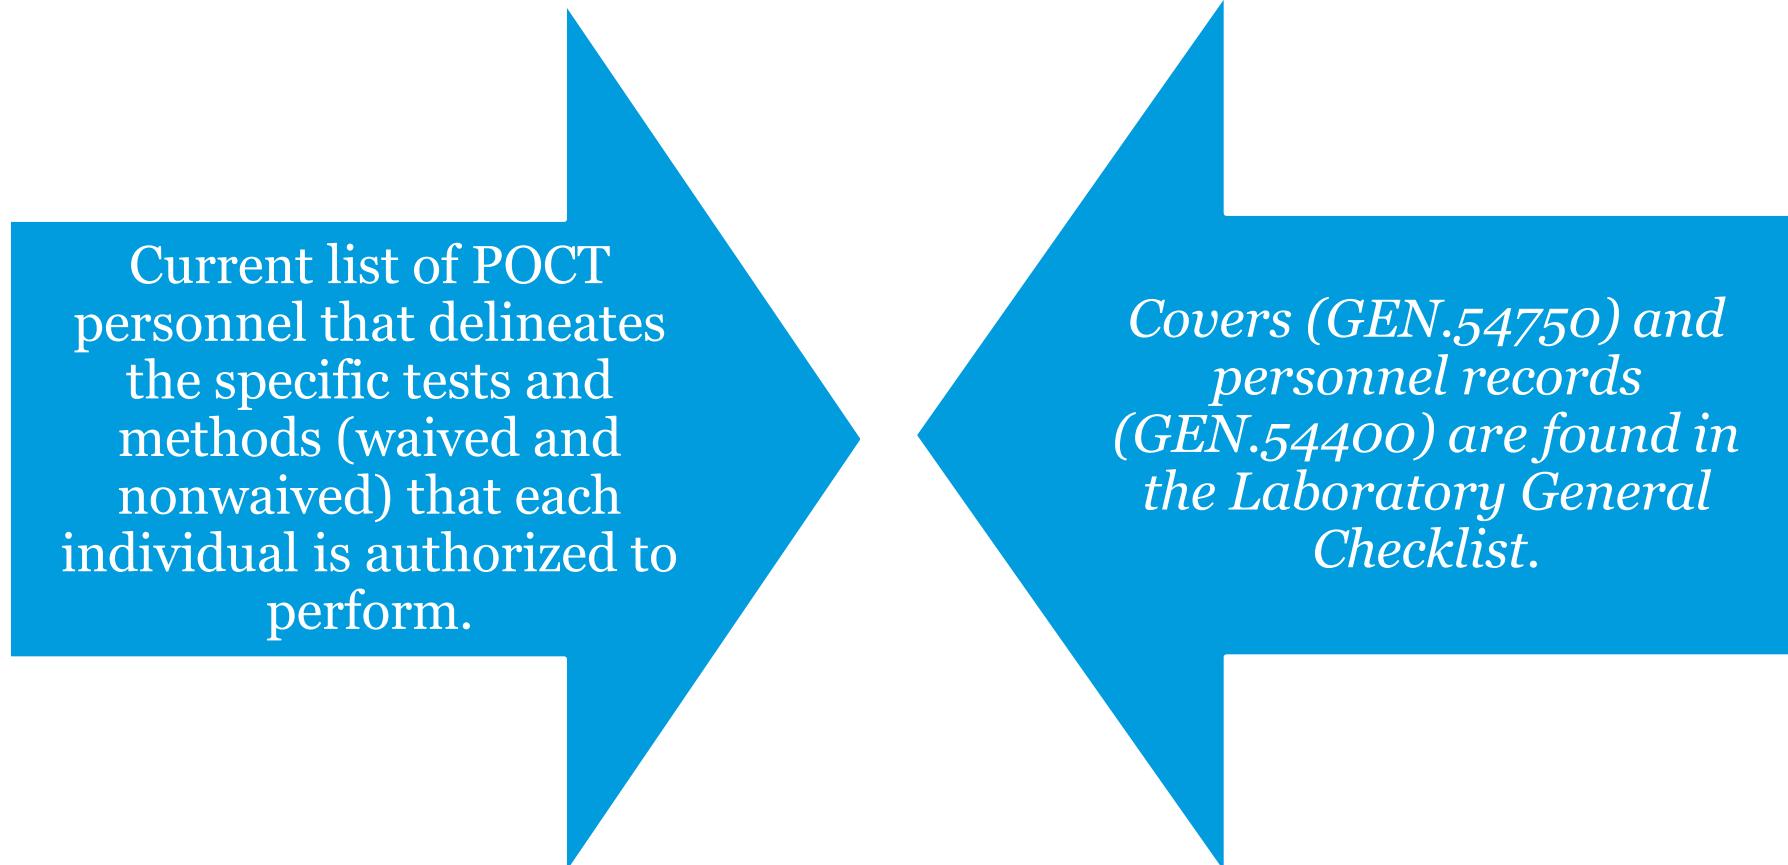 Current list of POCT
personnel that delineates
the specific tests and
methods (waived and
nonwaived) that each
individual is authorized to
perform.
Covers (GEN.54750) and
personnel records
(GEN.54400) are found in
the Laboratory General
Checklist.